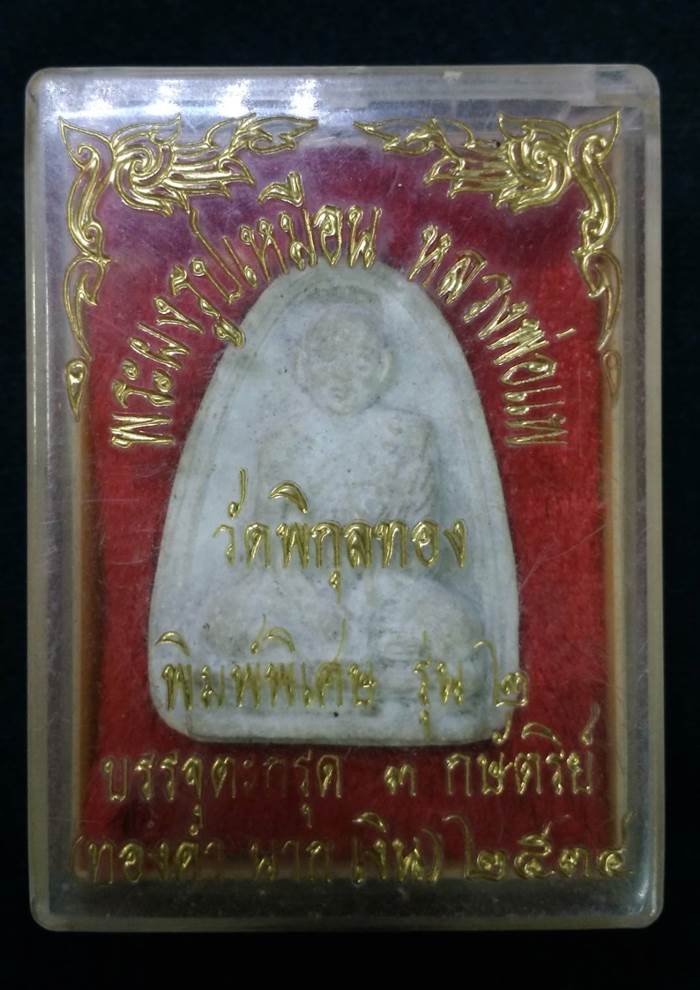 พระผงรูปเหมือน หลวงพ่อแพ
วัดพิกุลทอง
พิมพ์พิเศษ รุ่น ๒
บรรจุตะกรุด ๓ กษัตริย์
(ทองคำ นาก เงิน) ๒๕๓๔